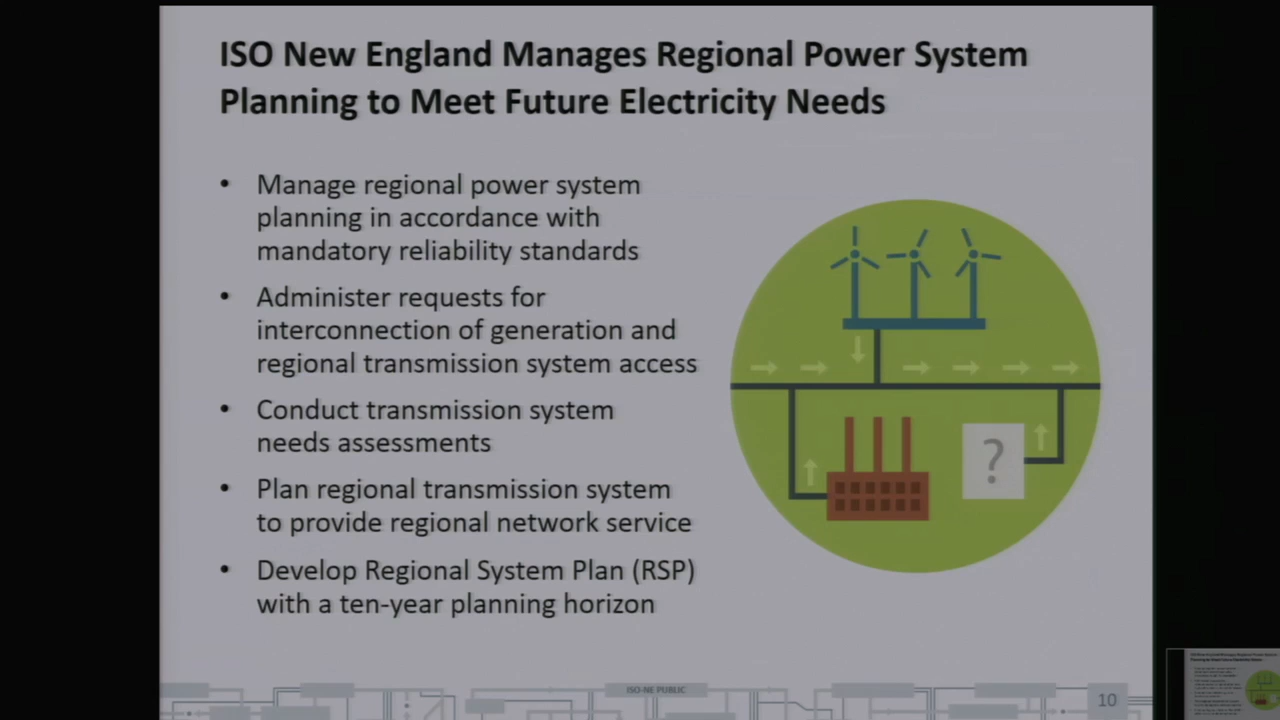 ISO New England Manages Regional Power System
Planning to Meet Future Electricity Needs
• Manage regional power system
planning in accordance with
mandatory reliability standards
• Administer requests for
interconnection of generation and
regional transmission system access
• Conduct transmission system
needs assessments
• Plan regional transmission system
to provide regional network service
• Develop Regional System Plan (RSP)
with a ten-year planning horizon
?
ISO-NE PUBLIC
10